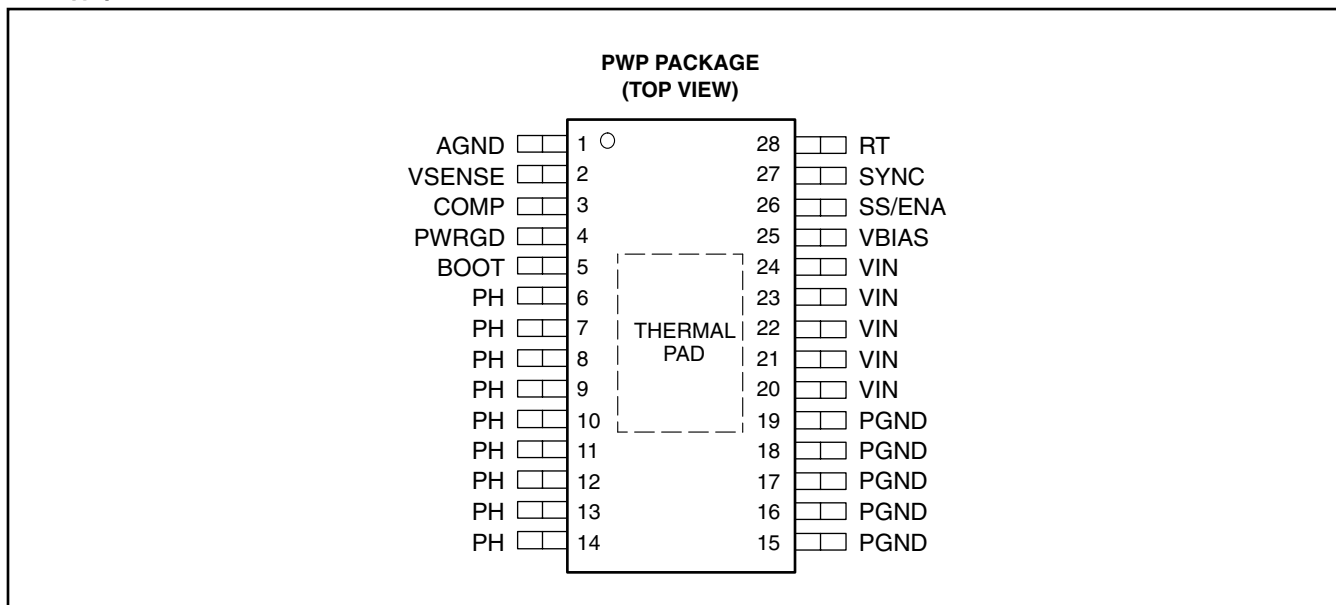 PWP PACKAGE
(TOP VIEW)
AGND 1 28 RT
VSENSE 2 27 SYNC
COMP 3 26 SS/ENA
PWRGD 4 25 VBIAS
BOOT 5 24 VIN
PH 6 23 VIN
PH 7 THERMAL 22 VIN
PH 8 PAD 21 VIN
PH 9 20 VIN
PH 10 19 PGND
PH 11 18 PGND
PH 12 17 PGND
PH 13 16 PGND
PH 14 15 PGND